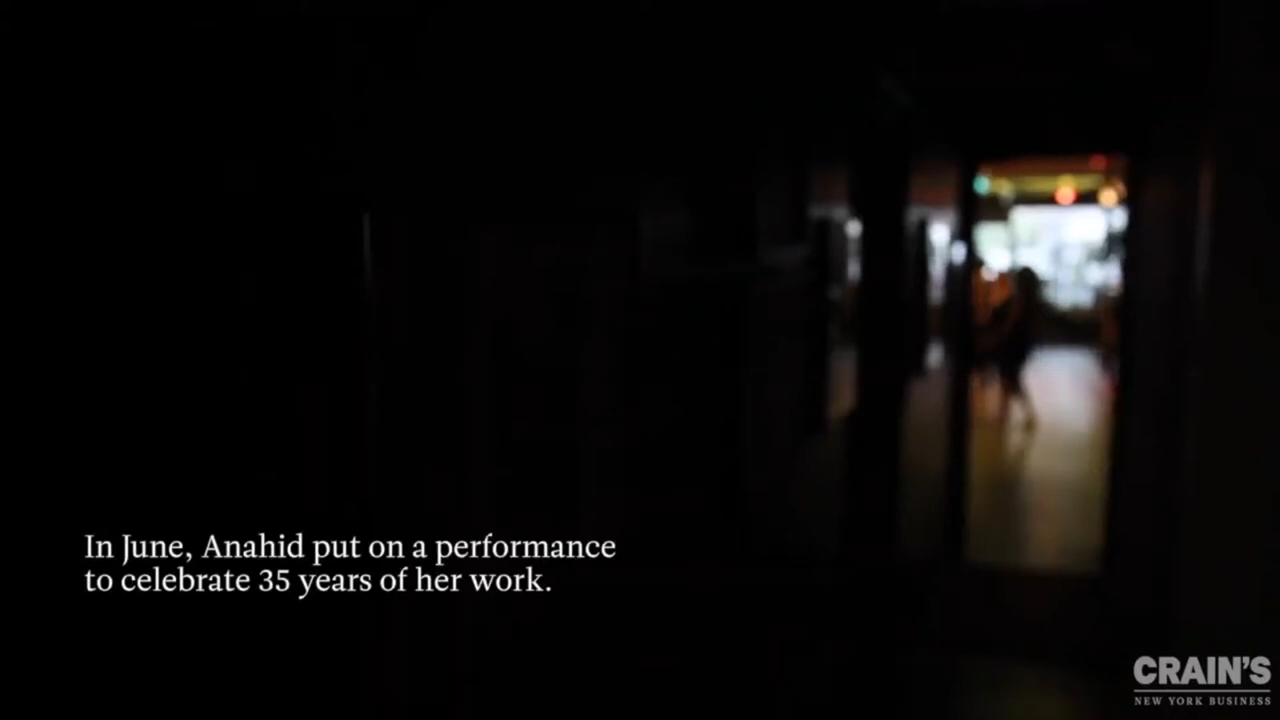 In June, Anahid put on a performance
to celebrate 35 years of her work.
CRAIN'S
NEW YORK BUSINESS